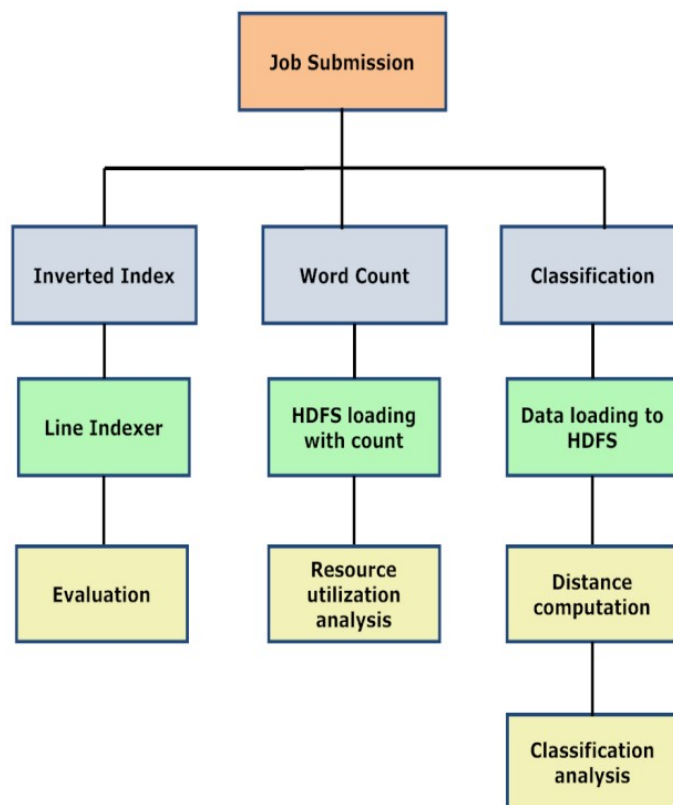 Job Submission
Inverted Index
Word Count
Classification
Line Indexer
HDFS loading
with count
Data loading to
HDFS
Evaluation
Resource
utilization
analysis
Distance
computation
Classification
analysis